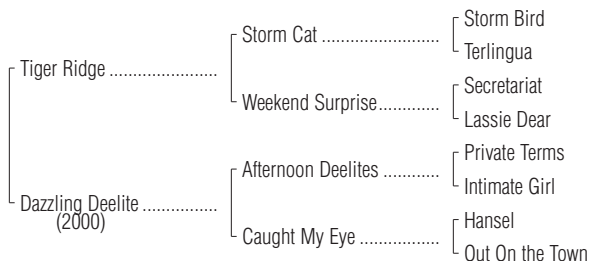 Storm Bird
Storm Cat ..........................
Terlingua
Tiger Ridge ........................
Secretariat
Weekend Surprise.............
Lassie Dear
Private Terms
Afternoon Deelites ............
Intimate Girl
Dazzling Deelite ................
(2000)
Hansel
Caught My Eye .................
Out On the Town